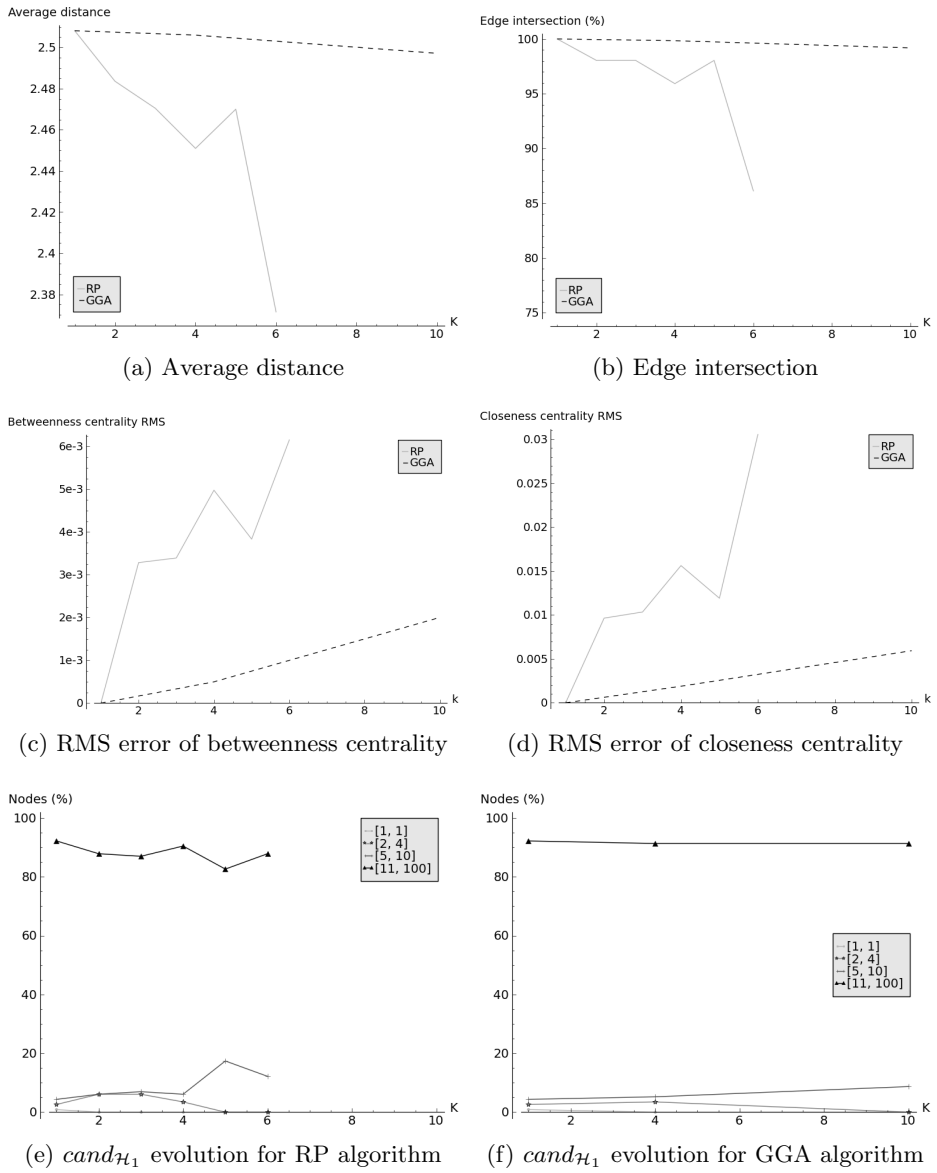 Average distance
2.5
2.48
2.46
2.44
2.42
2.4
2.38
RP
GGA
2 4 6 8 10 K
(a) Average distance
Edge intersection (%)
100
95
90
85
80
75
RP
GGA
2 4 6 8 10 K
(b) Edge intersection
Betweenness centrality RMS
6e-3
5e-3
4e-3
3e-3
2e-3
1e-3
0
RP
GGA
2 4 6 8 10 k
(c) RMS error of betweenness centrality
Closeness centrality RMS
0.03
0.025
0.02
0.015
0.01
0.005
0
RP
GGA
2 4 6 8 10 k
(d) RMS error of closeness centrality
Nodes (%)
100
80
60
40
20
0
[1, 1]
[2, 4]
[5, 10]
[11, 100]
2 4 6 8 10 K
(e) cand𝓗₁ evolution for RP algorithm
Nodes (%)
100
80
60
40
20
0
[1, 1]
[2, 4]
[5, 10]
[11, 100]
2 4 6 8 10 K
(f) cand𝓗₁ evolution for GGA algorithm